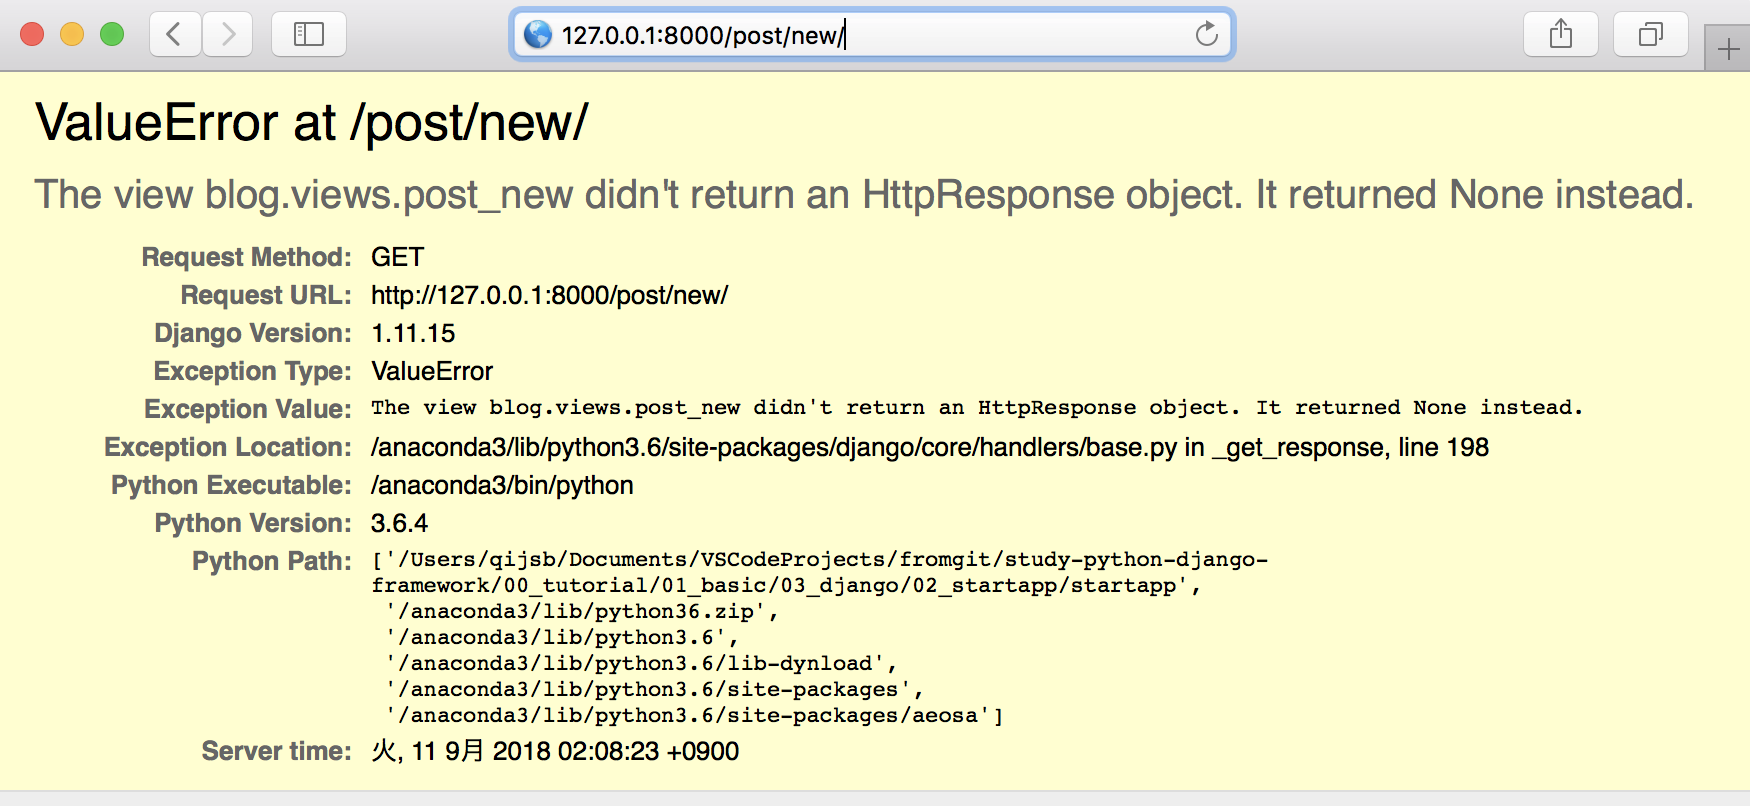 127.0.0.1:8000/post/new/
ValueError at /post/new/
The view blog.views.post_new didn't return an HttpResponse object. It returned None instead.
Request Method: GET
Request URL: http://127.0.0.1:8000/post/new/
Django Version: 1.11.15
Exception Type: ValueError
Exception Value: The view blog.views.post_new didn't return an HttpResponse object. It returned None instead.
Exception Location: /anaconda3/lib/python3.6/site-packages/django/core/handlers/base.py in _get_response, line 198
Python Executable: /anaconda3/bin/python
Python Version: 3.6.4
Python Path: ['/Users/qijsb/Documents/VSCodeProjects/fromgit/study-python-django-
framework/00_tutorial/01_basic/03_django/02_startapp/startapp',
'/anaconda3/lib/python36.zip',
'/anaconda3/lib/python3.6',
'/anaconda3/lib/python3.6/lib-dynload',
'/anaconda3/lib/python3.6/site-packages',
'/anaconda3/lib/python3.6/site-packages/aeosa']
Server time: 火, 11 9月 2018 02:08:23 +0900